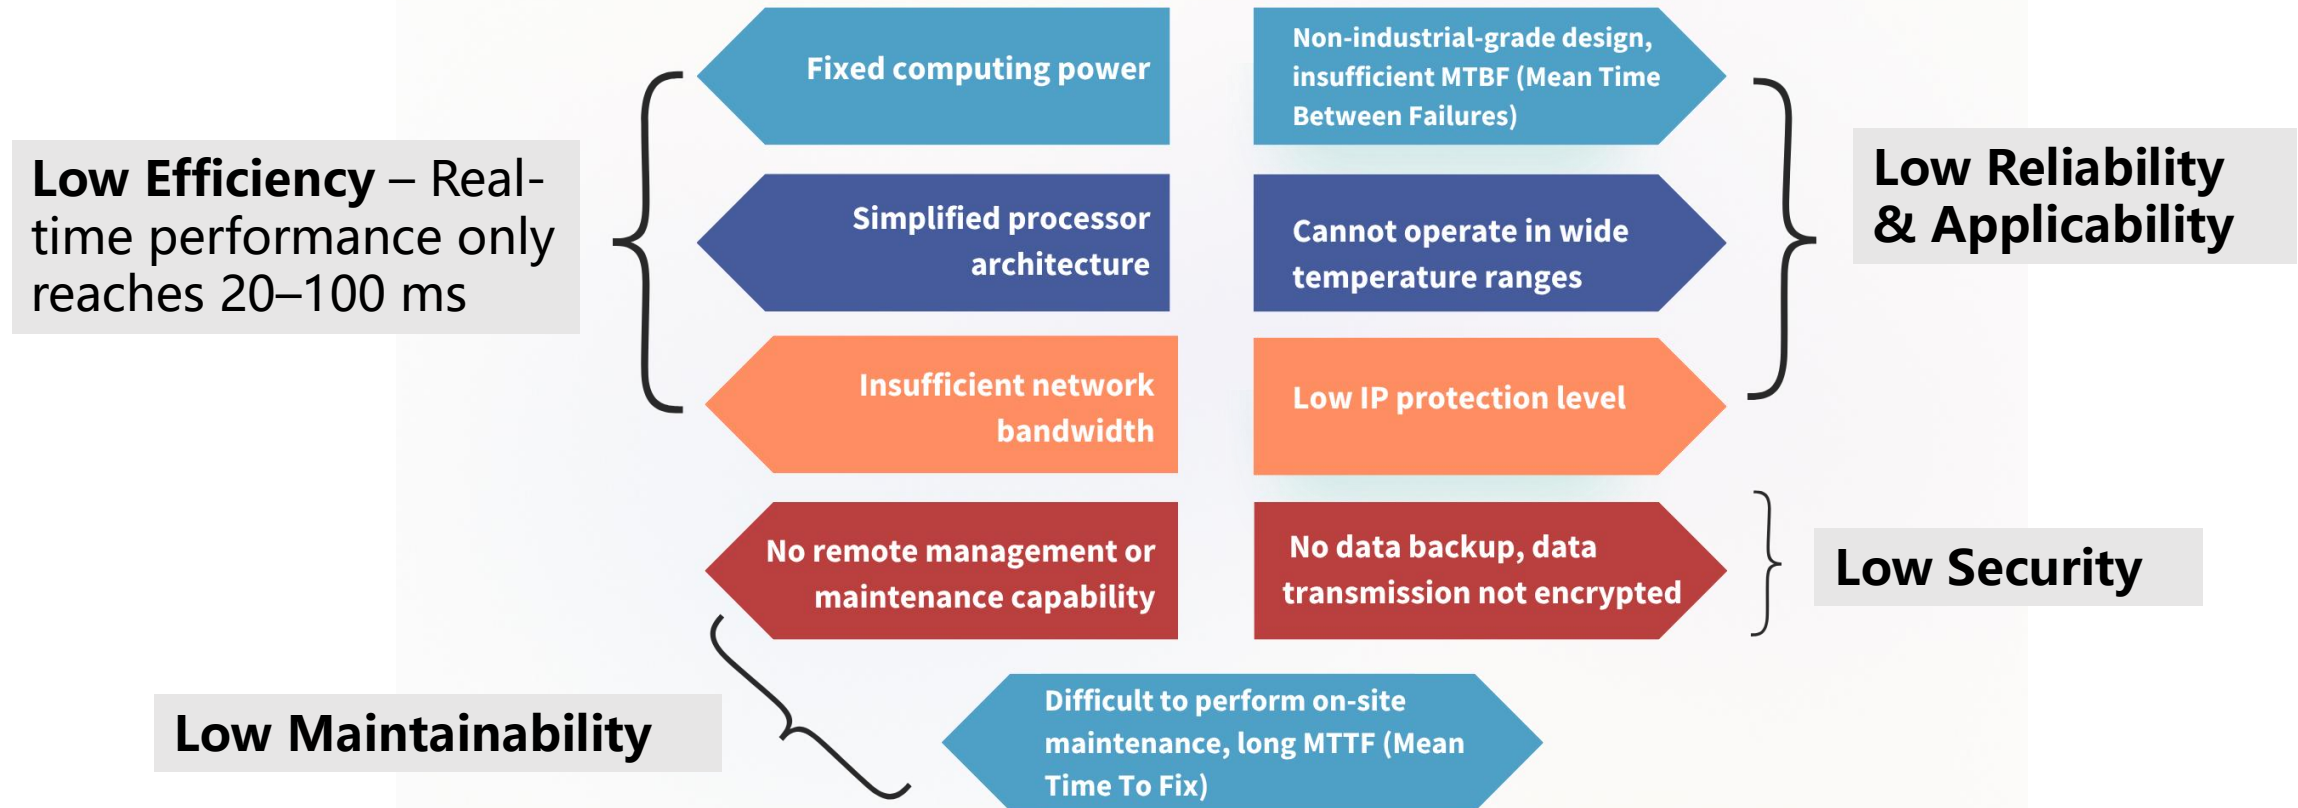 Low Efficiency – Real-
time performance only
reaches 20–100 ms
Fixed computing power
Simplified processor
architecture
Insufficient network
bandwidth
Non-industrial-grade design,
insufficient MTBF (Mean Time
Between Failures)
Cannot operate in wide
temperature ranges
Low IP protection level
Low Reliability
& Applicability
No remote management or
maintenance capability
No data backup, data
transmission not encrypted
Low Security
Low Maintainability
Difficult to perform on-site
maintenance, long MTTF (Mean
Time To Fix)